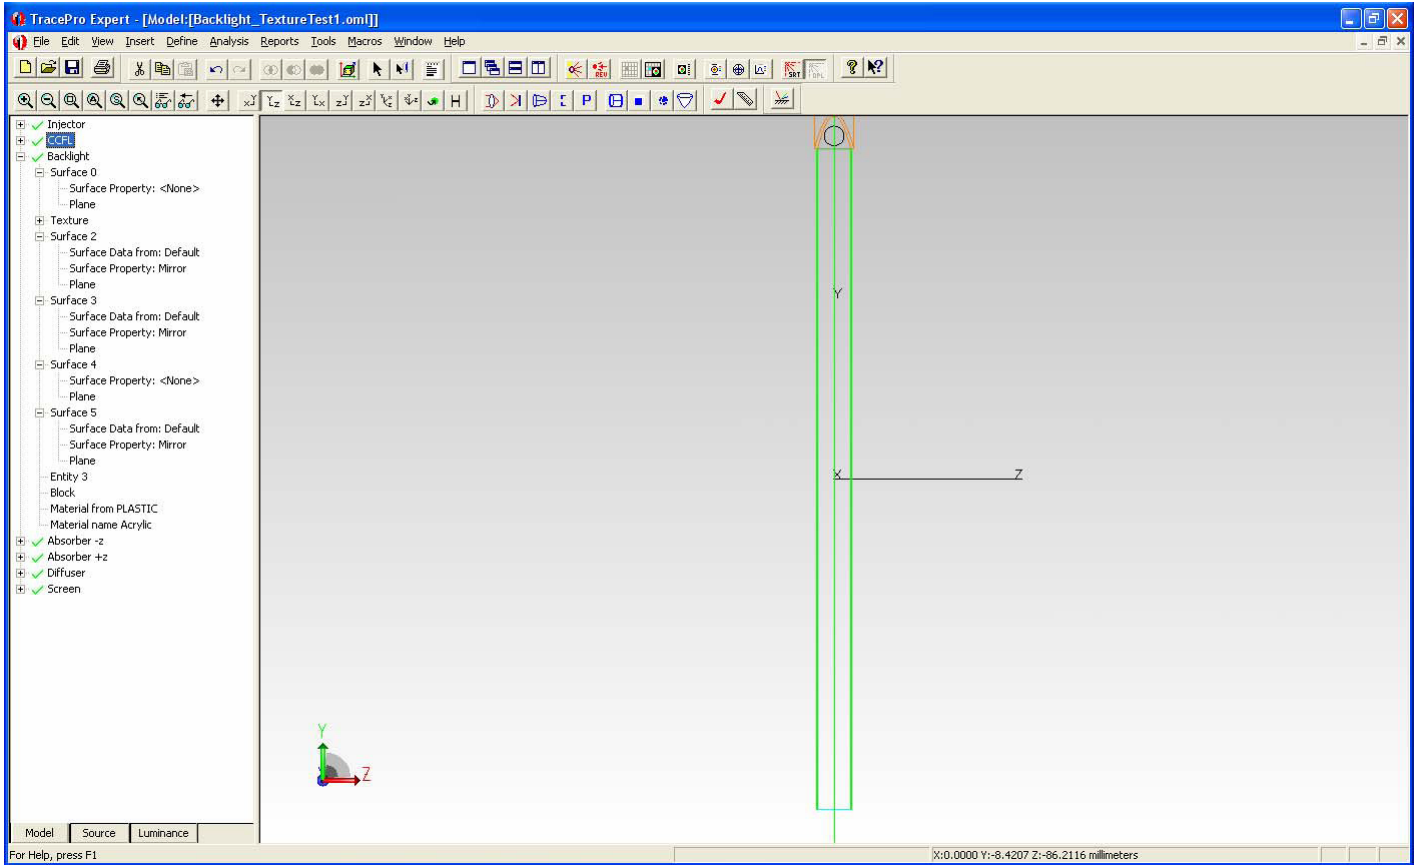 TracePro Expert - [Model:[Backlight_TextureTest1.oml]]
File Edit View Insert Define Analysis Reports Tools Macros Window Help
Injector
CCFL
Backlight
Surface 0
Surface Property: <None>
Plane
Texture
Surface 2
Surface Data from: Default
Surface Property: Mirror
Plane
Surface 3
Surface Data from: Default
Surface Property: Mirror
Plane
Surface 4
Surface Property: <None>
Plane
Surface 5
Surface Data from: Default
Surface Property: Mirror
Plane
Entity 3
Block
Material from PLASTIC
Material name Acrylic
Absorber -z
Absorber +z
Diffuser
Screen
Y
X Z
Y
Z
Model Source Luminance
For Help, press F1
X:0.0000 Y:-8.4207 Z:-86.2116 millimeters